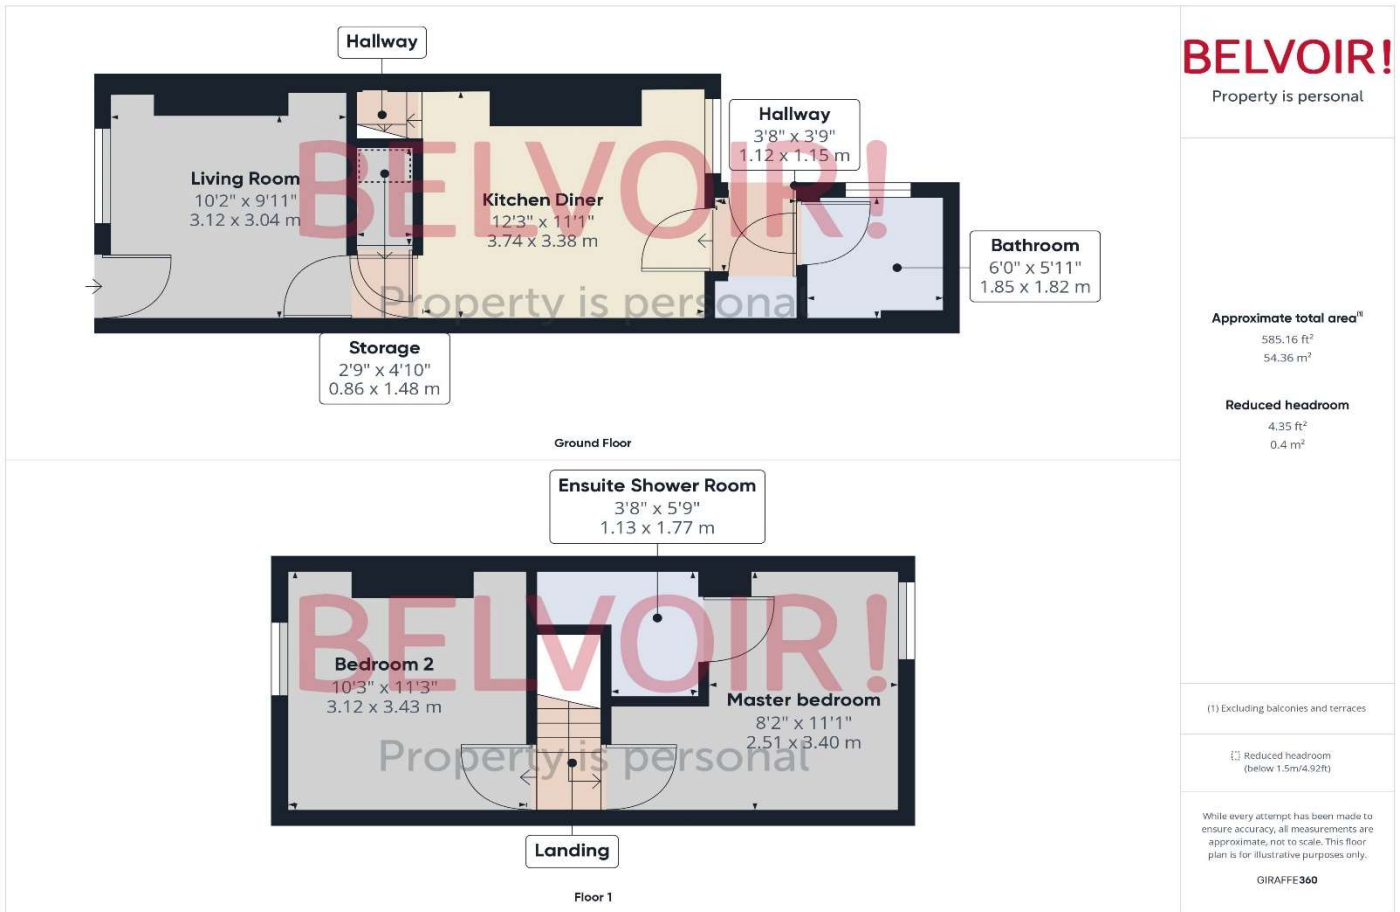 Hallway
BELVOIR!
Property is personal
Hallway
3'8" x 3'9"
1.12 x 1.15 m
BELVOIR!
Living Room
10'2" x 9'11"
3.12 x 3.04 m
Kitchen Diner
12'3" x 11'1"
3.74 x 3.38 m
Bathroom
6'0" x 5'11"
1.85 x 1.82 m
Property is personal
Storage
2'9" x 4'10"
0.86 x 1.48 m
Ground Floor
Approximate total area(1)
585.16 ft²
54.36 m²
Reduced headroom
4.35 ft²
0.4 m²
Ensuite Shower Room
3'8" x 5'9"
1.13 x 1.77 m
BELVOIR!
Bedroom 2
10'3" x 11'3"
3.12 x 3.43 m
Master bedroom
8'2" x 11'1"
2.51 x 3.40 m
Property is personal
Landing
Floor 1
(1) Excluding balconies and terraces
Reduced headroom
(below 1.5m/4.92ft)
While every attempt has been made to
ensure accuracy, all measurements are
approximate, not to scale. This floor
plan is for illustrative purposes only.
GIRAFFE360